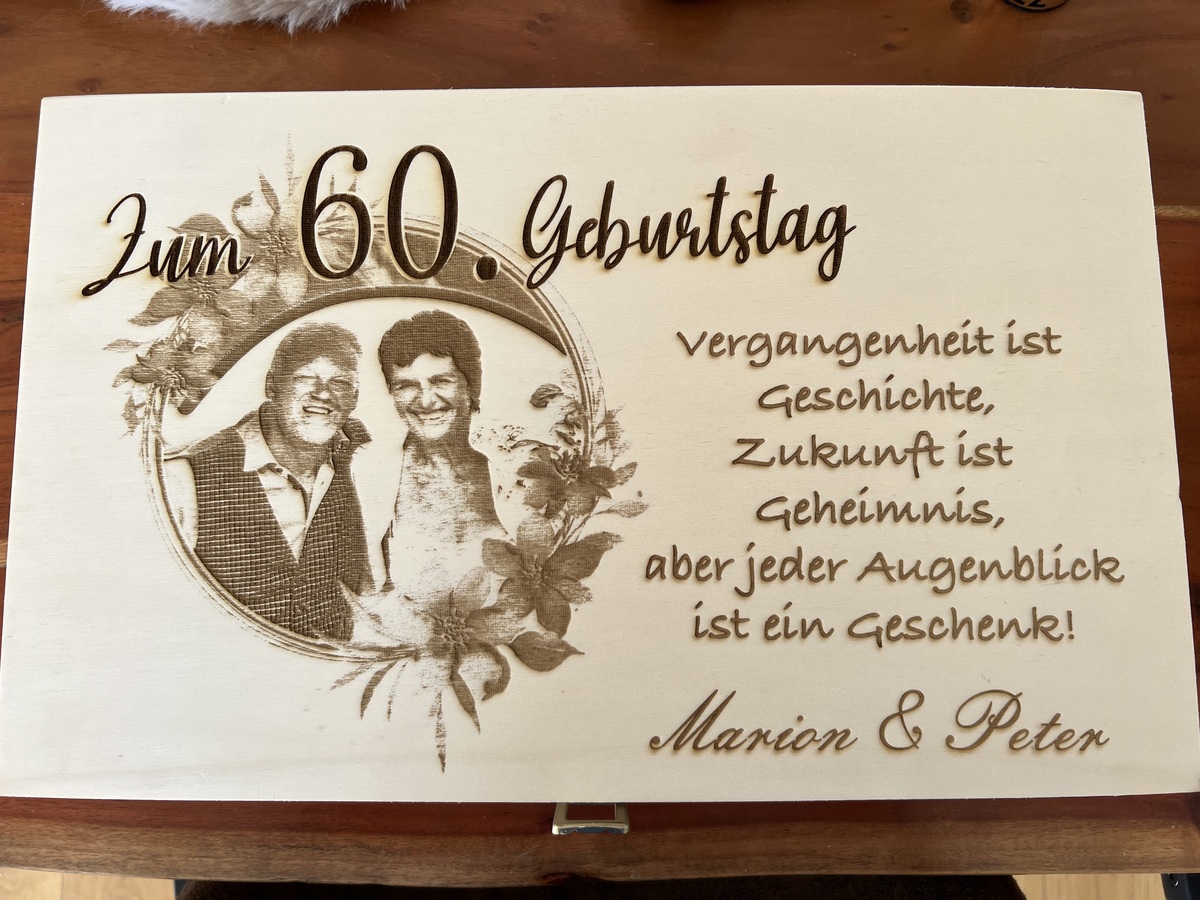 Zum 60. Geburtstag
Vergangenheit ist
Geschichte,
Zukunft ist
Geheimnis,
aber jeder Augenblick
ist ein Geschenk!
Marion & Peter